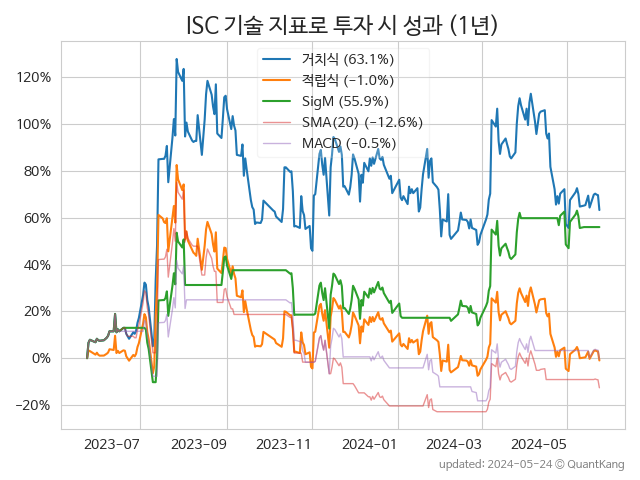 ISC 기술 지표로 투자 시 성과 (1년)
거치식 (63.1%)
적립식 (−1.0%)
SigM (55.9%)
SMA(20) (−12.6%)
MACD (−0.5%)
120%
100%
80%
60%
40%
20%
0%
−20%
2023-07 2023-09 2023-11 2024-01 2024-03 2024-05
updated: 2024-05-24 © QuantKang